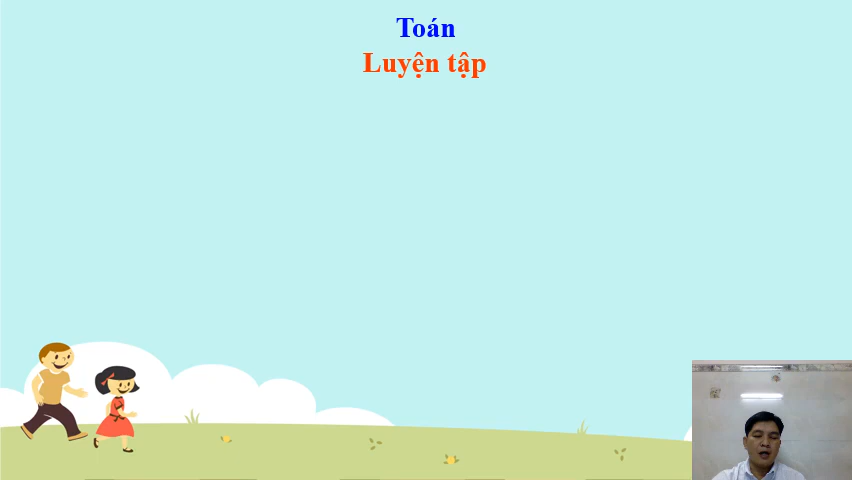 Toán
Luyện tập